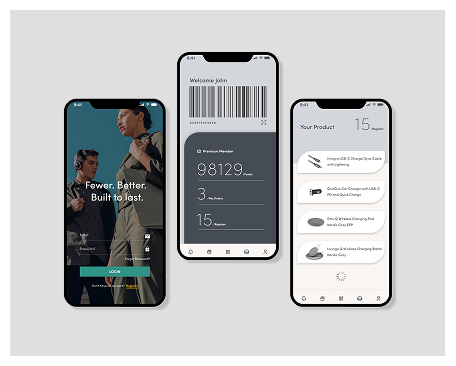 9:41
Fewer. Better.
Built to last.
Email
Password
Forgot Password?
LOGIN
Don't have an account? Register
9:41
Welcome John
Premium Member
98129 /Points
3 /My Orders
15 /Register
9:41
Your Product
15 /Register
Integra USB-C Charge/Sync Cable
with Lightning
QuikDuo Car Charger with USB-C
PD and Quick Charge
Otto Q Wireless Charging Pad
Nordic Grey EPP
Lounge Q Wireless Charging Stand
Nordic Grey